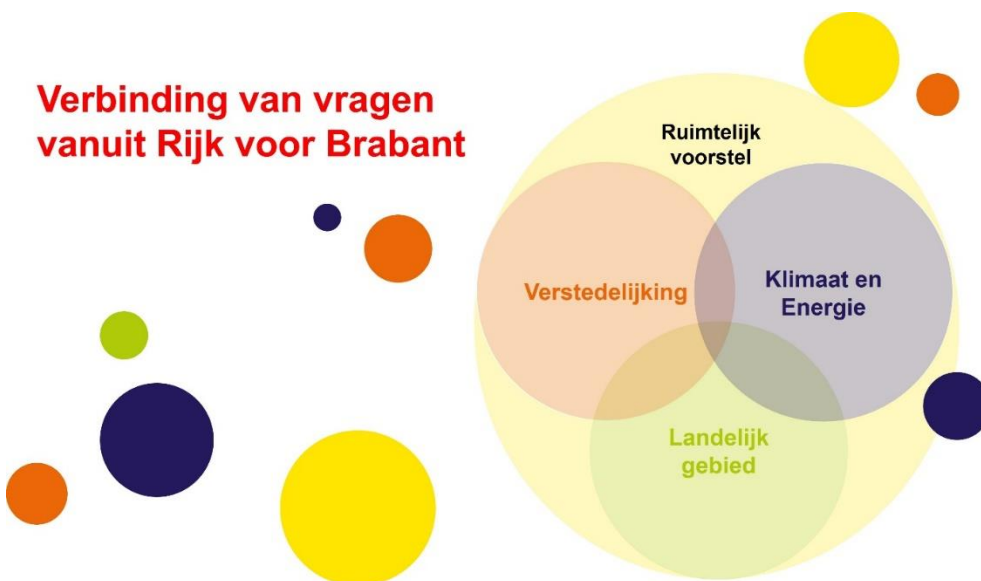 Verbinding van vragen
vanuit Rijk voor Brabant
Ruimtelijk
voorstel
Verstedelijking
Klimaat en
Energie
Landelijk
gebied